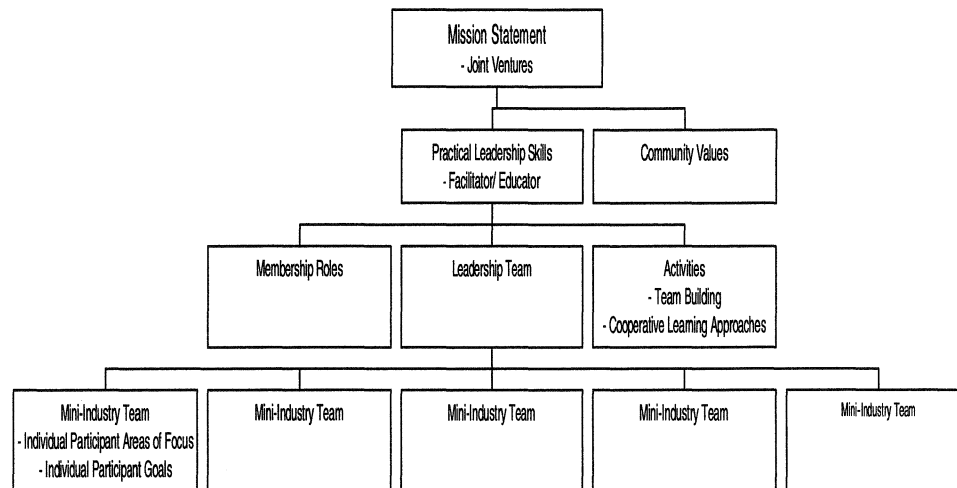 Mission Statement
- Joint Ventures
Practical Leadership Skills
- Facilitator/ Educator
Community Values
Membership Roles
Leadership Team
Activities
- Team Building
- Cooperative Learning Approaches
Mini-Industry Team
- Individual Participant Areas of Focus
- Individual Participant Goals
Mini-Industry Team
Mini-Industry Team
Mini-Industry Team
Mini-Industry Team